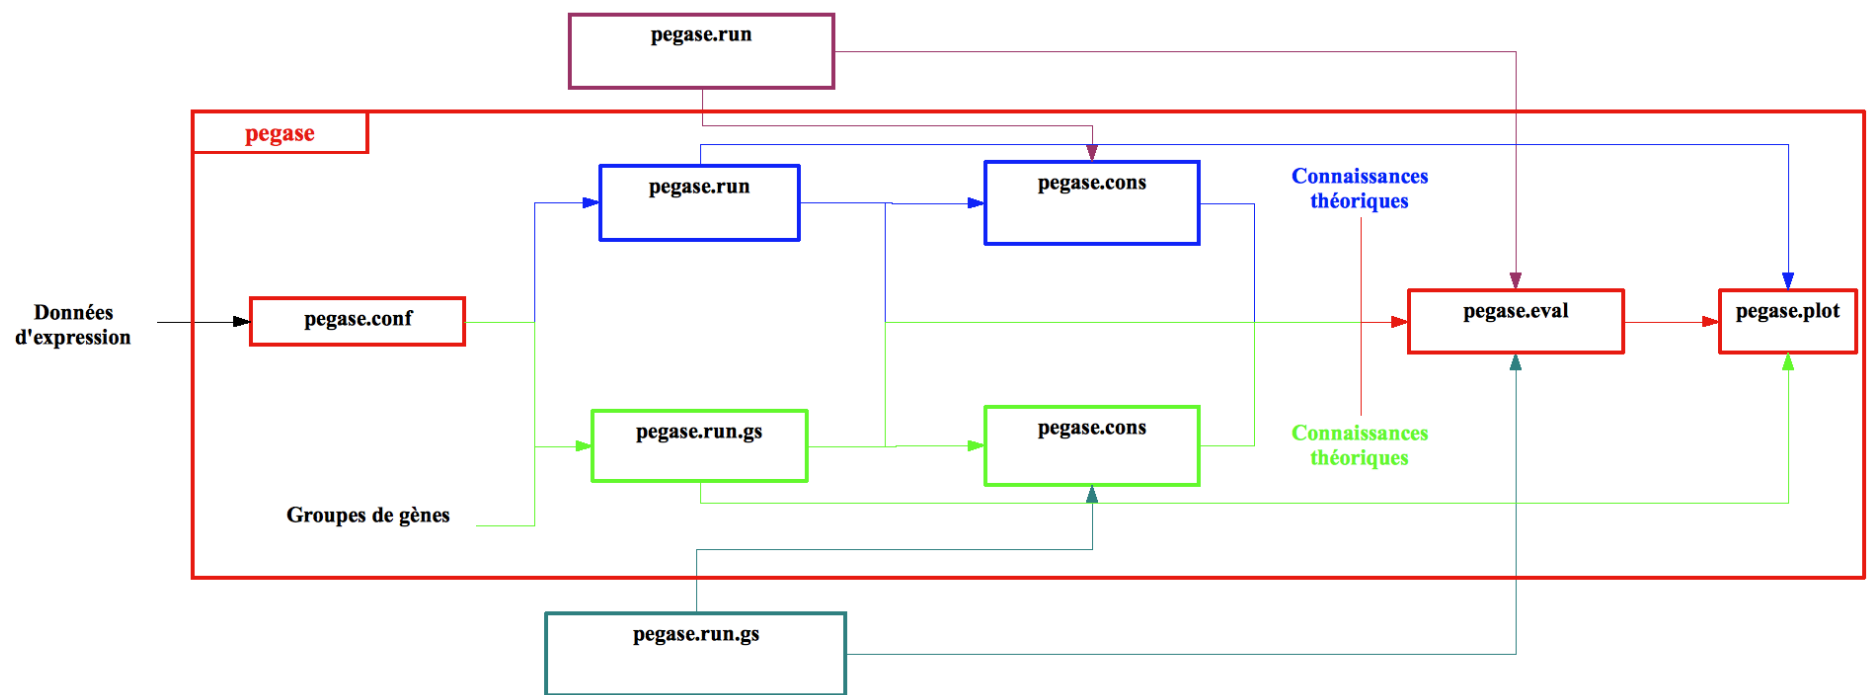 pegase.run
pegase
pegase.run
pegase.cons
Connaissances
théoriques
Données
d'expression
pegase.conf
pegase.eval
pegase.plot
pegase.run.gs
pegase.cons
Connaissances
théoriques
Groupes de gènes
pegase.run.gs